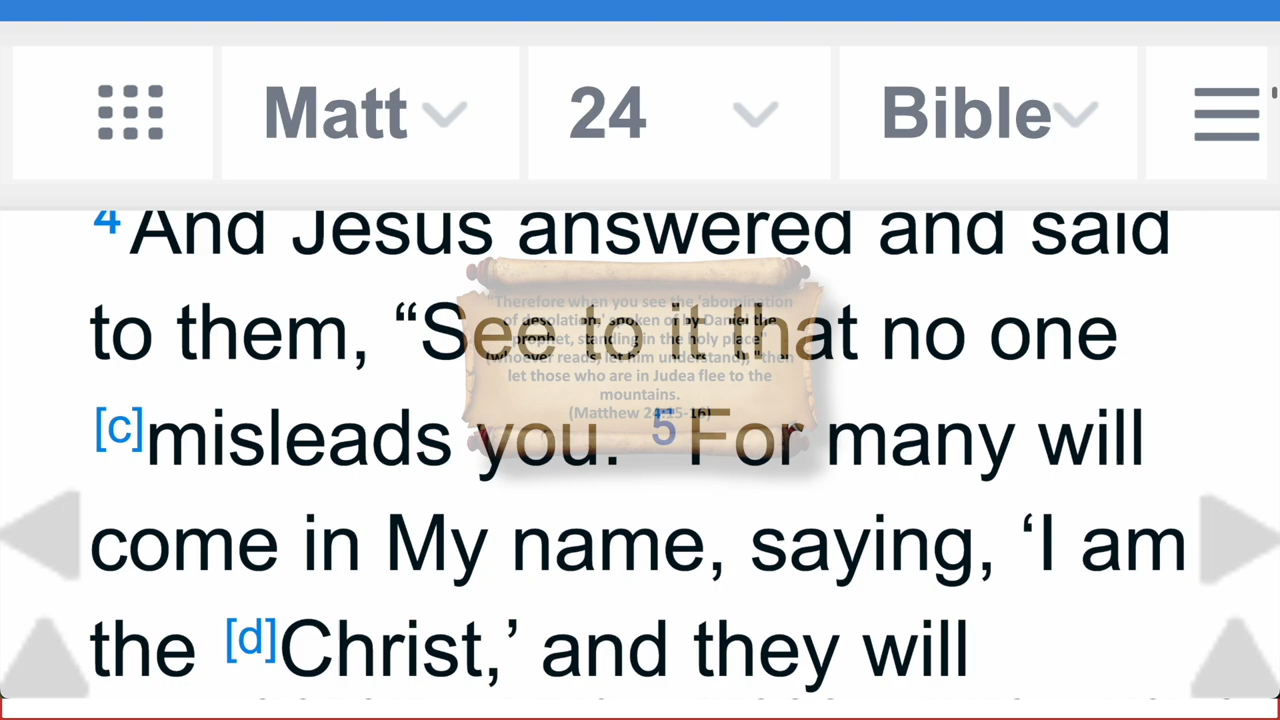 Matt 24 Bible
4 And Jesus answered and said
to them, “See to it that no one
[c]misleads you. 5 “For many will
come in My name, saying, ‘I am
the [d]Christ,’ and they will
"Therefore when you see the 'abomination
of desolation,' spoken of by Daniel the
prophet, standing in the holy place"
(whoever reads, let him understand), "then
let those who are in Judea flee to the
mountains.
(Matthew 24:15-16)